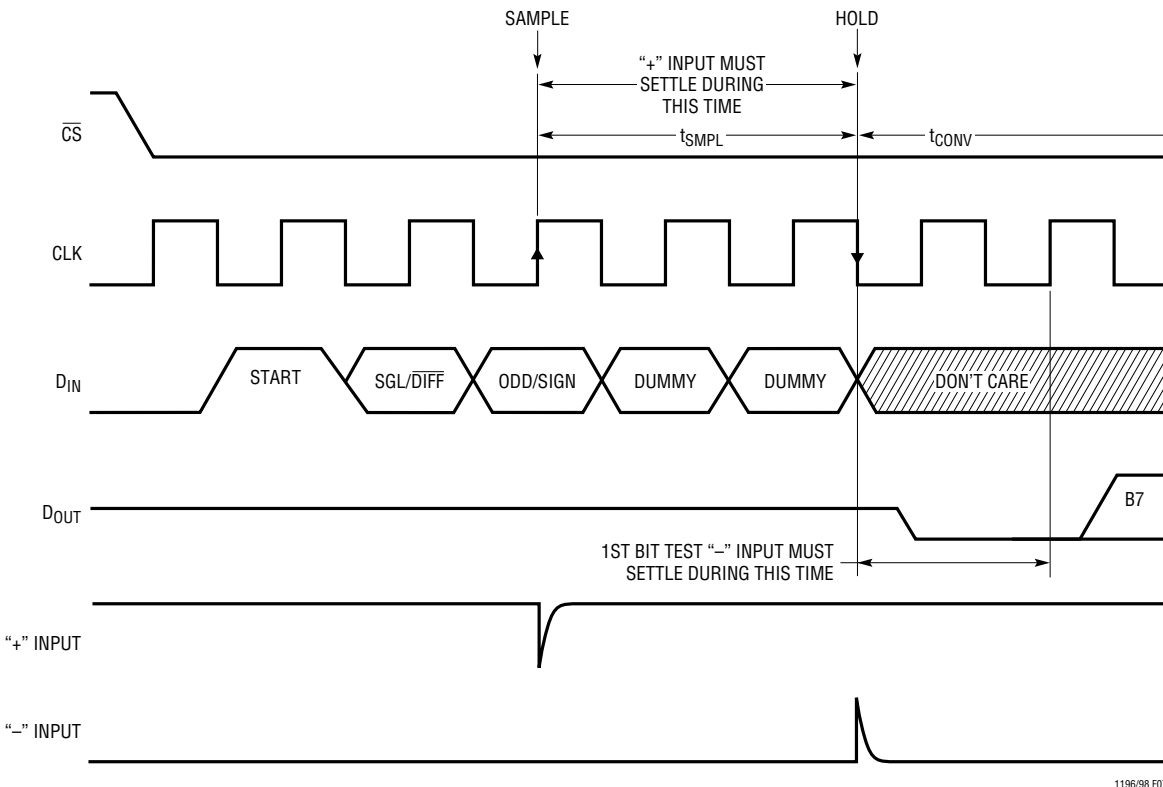 SAMPLE
HOLD
“+” INPUT MUST
SETTLE DURING
THIS TIME
CS
tSMPL
tCONV
CLK
DIN
START
SGL/DIFF
ODD/SIGN
DUMMY
DUMMY
DON'T CARE
DOUT
B7
1ST BIT TEST “–” INPUT MUST
SETTLE DURING THIS TIME
“+” INPUT
“–” INPUT
1196/98 F0